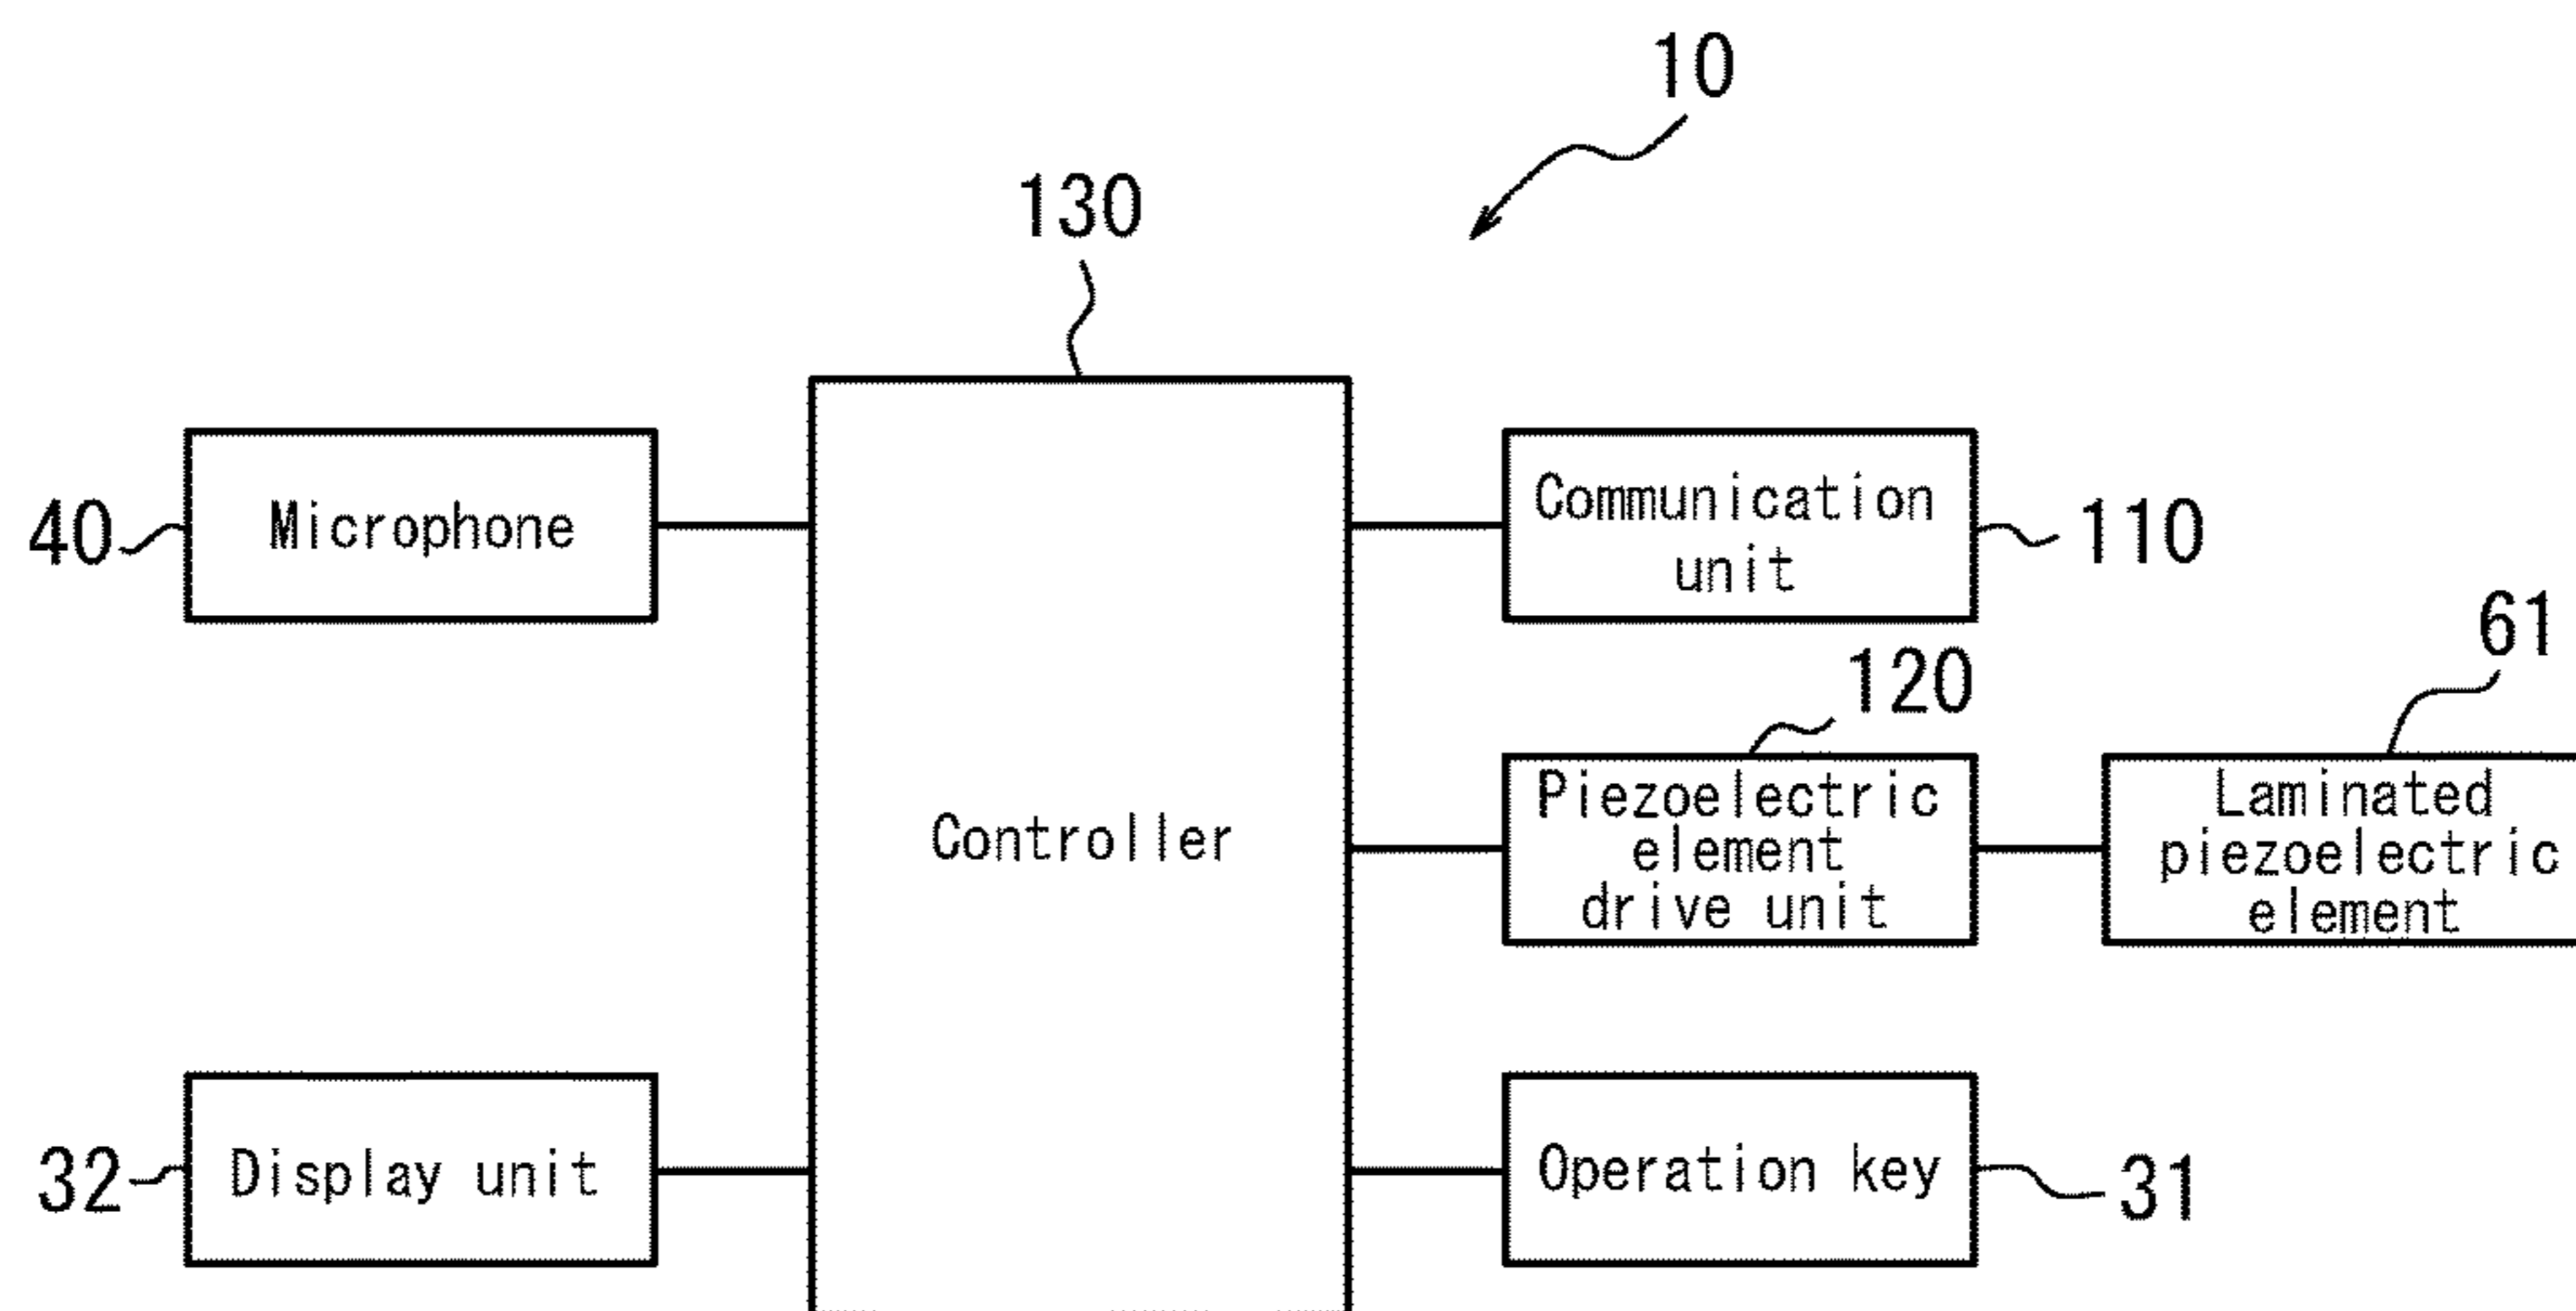 10
130
40
Microphone
Communication
unit
110
61
120
Controller
Piezoelectric
element
drive unit
Laminated
piezoelectric
element
32
Display unit
Operation key
31